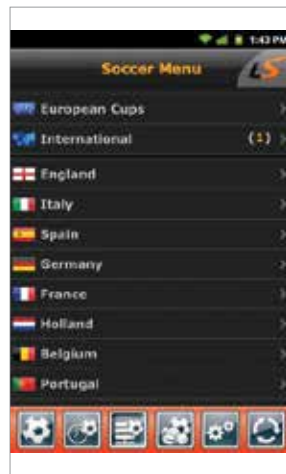 1:43 PM
Soccer Menu
LS
European Cups
International (1)
England
Italy
Spain
Germany
France
Holland
Belgium
Portugal